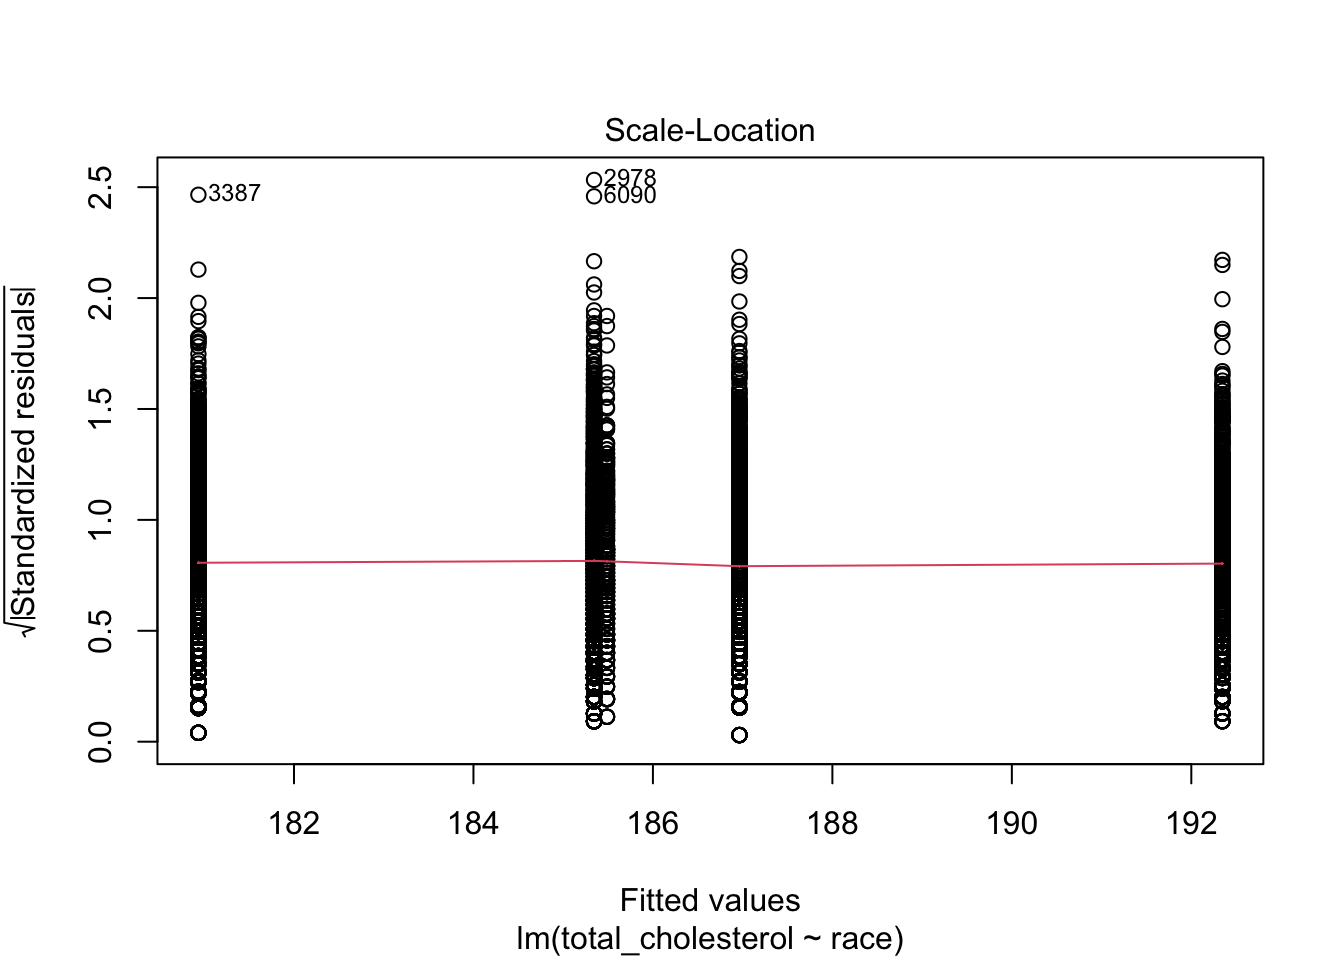 Scale-Location
√|Standardized residuals|
2.5
2.0
1.5
1.0
0.5
0.0
3387
2978
6090
182 184 186 188 190 192
Fitted values
lm(total_cholesterol ~ race)